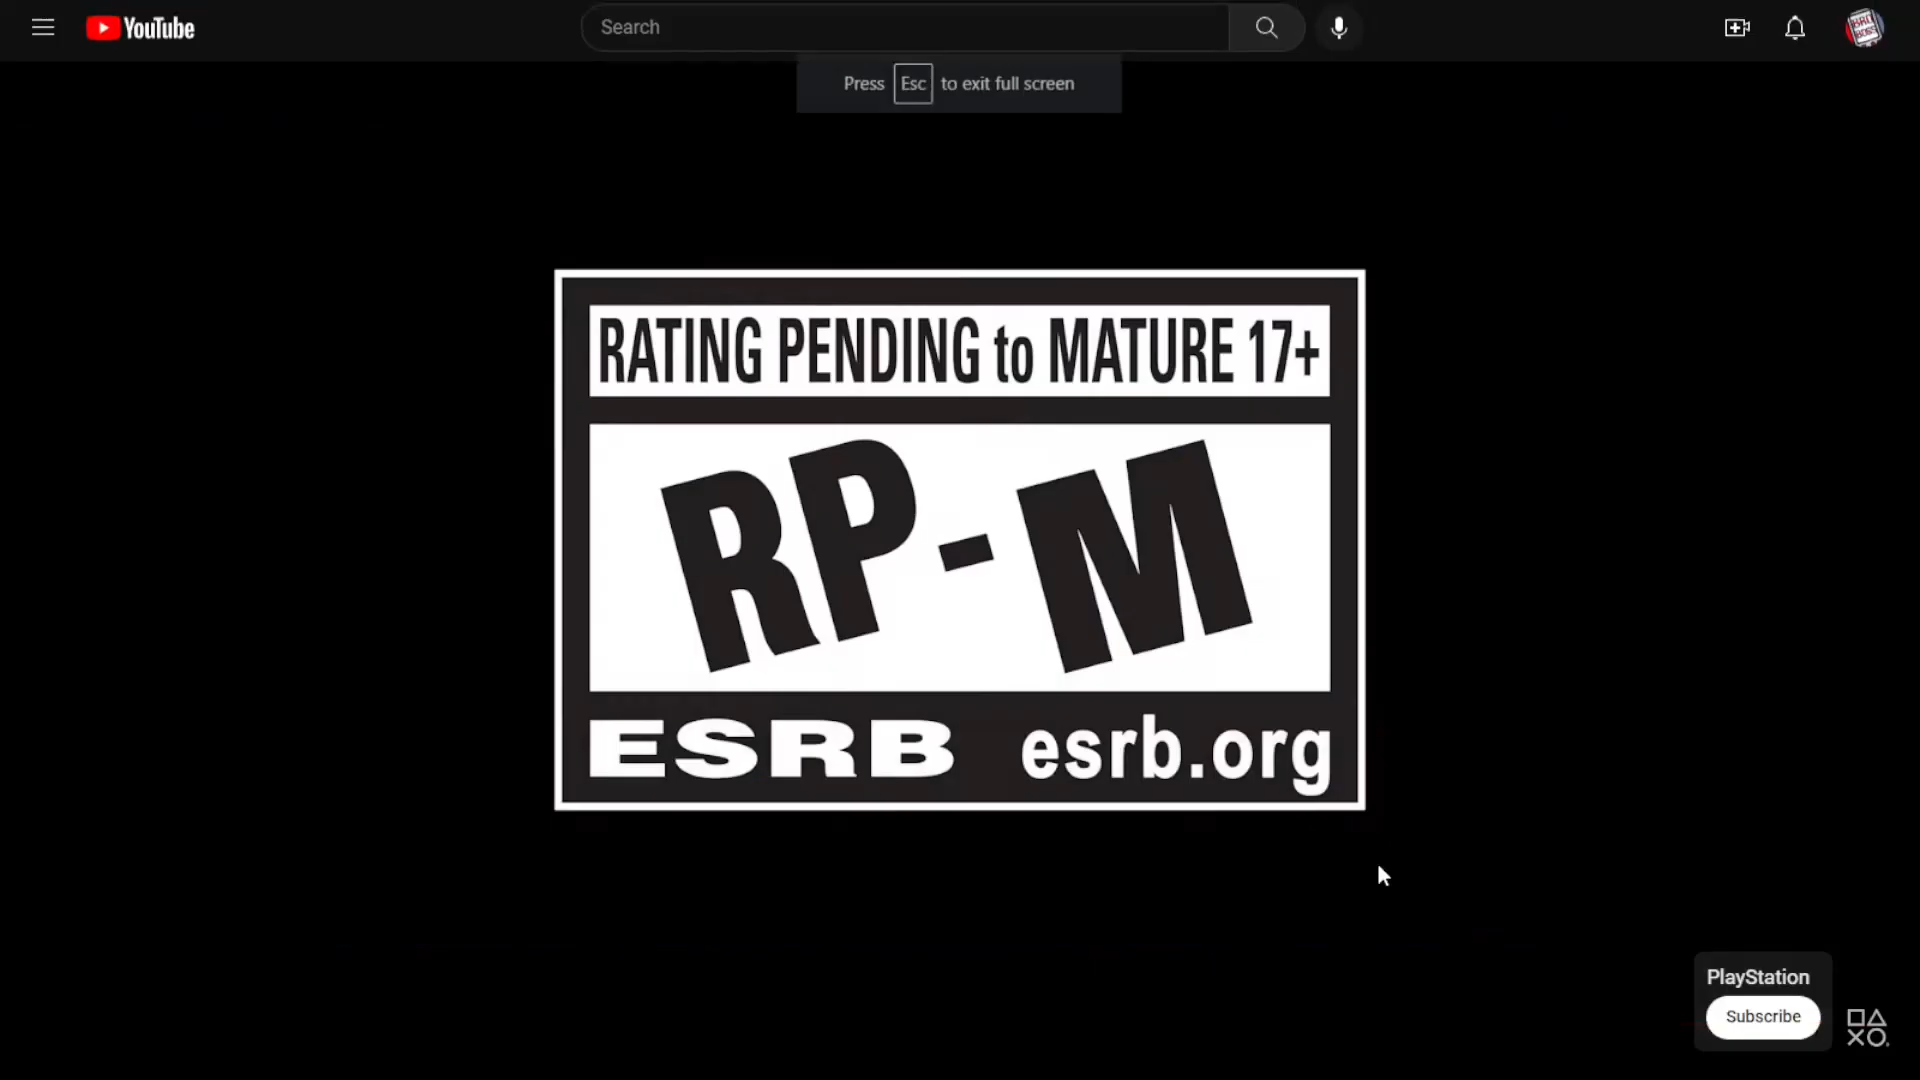 YouTube
Search
Press Esc to exit full screen
RATING PENDING to MATURE 17+
RP-M
ESRB esrb.org
PlayStation
Subscribe